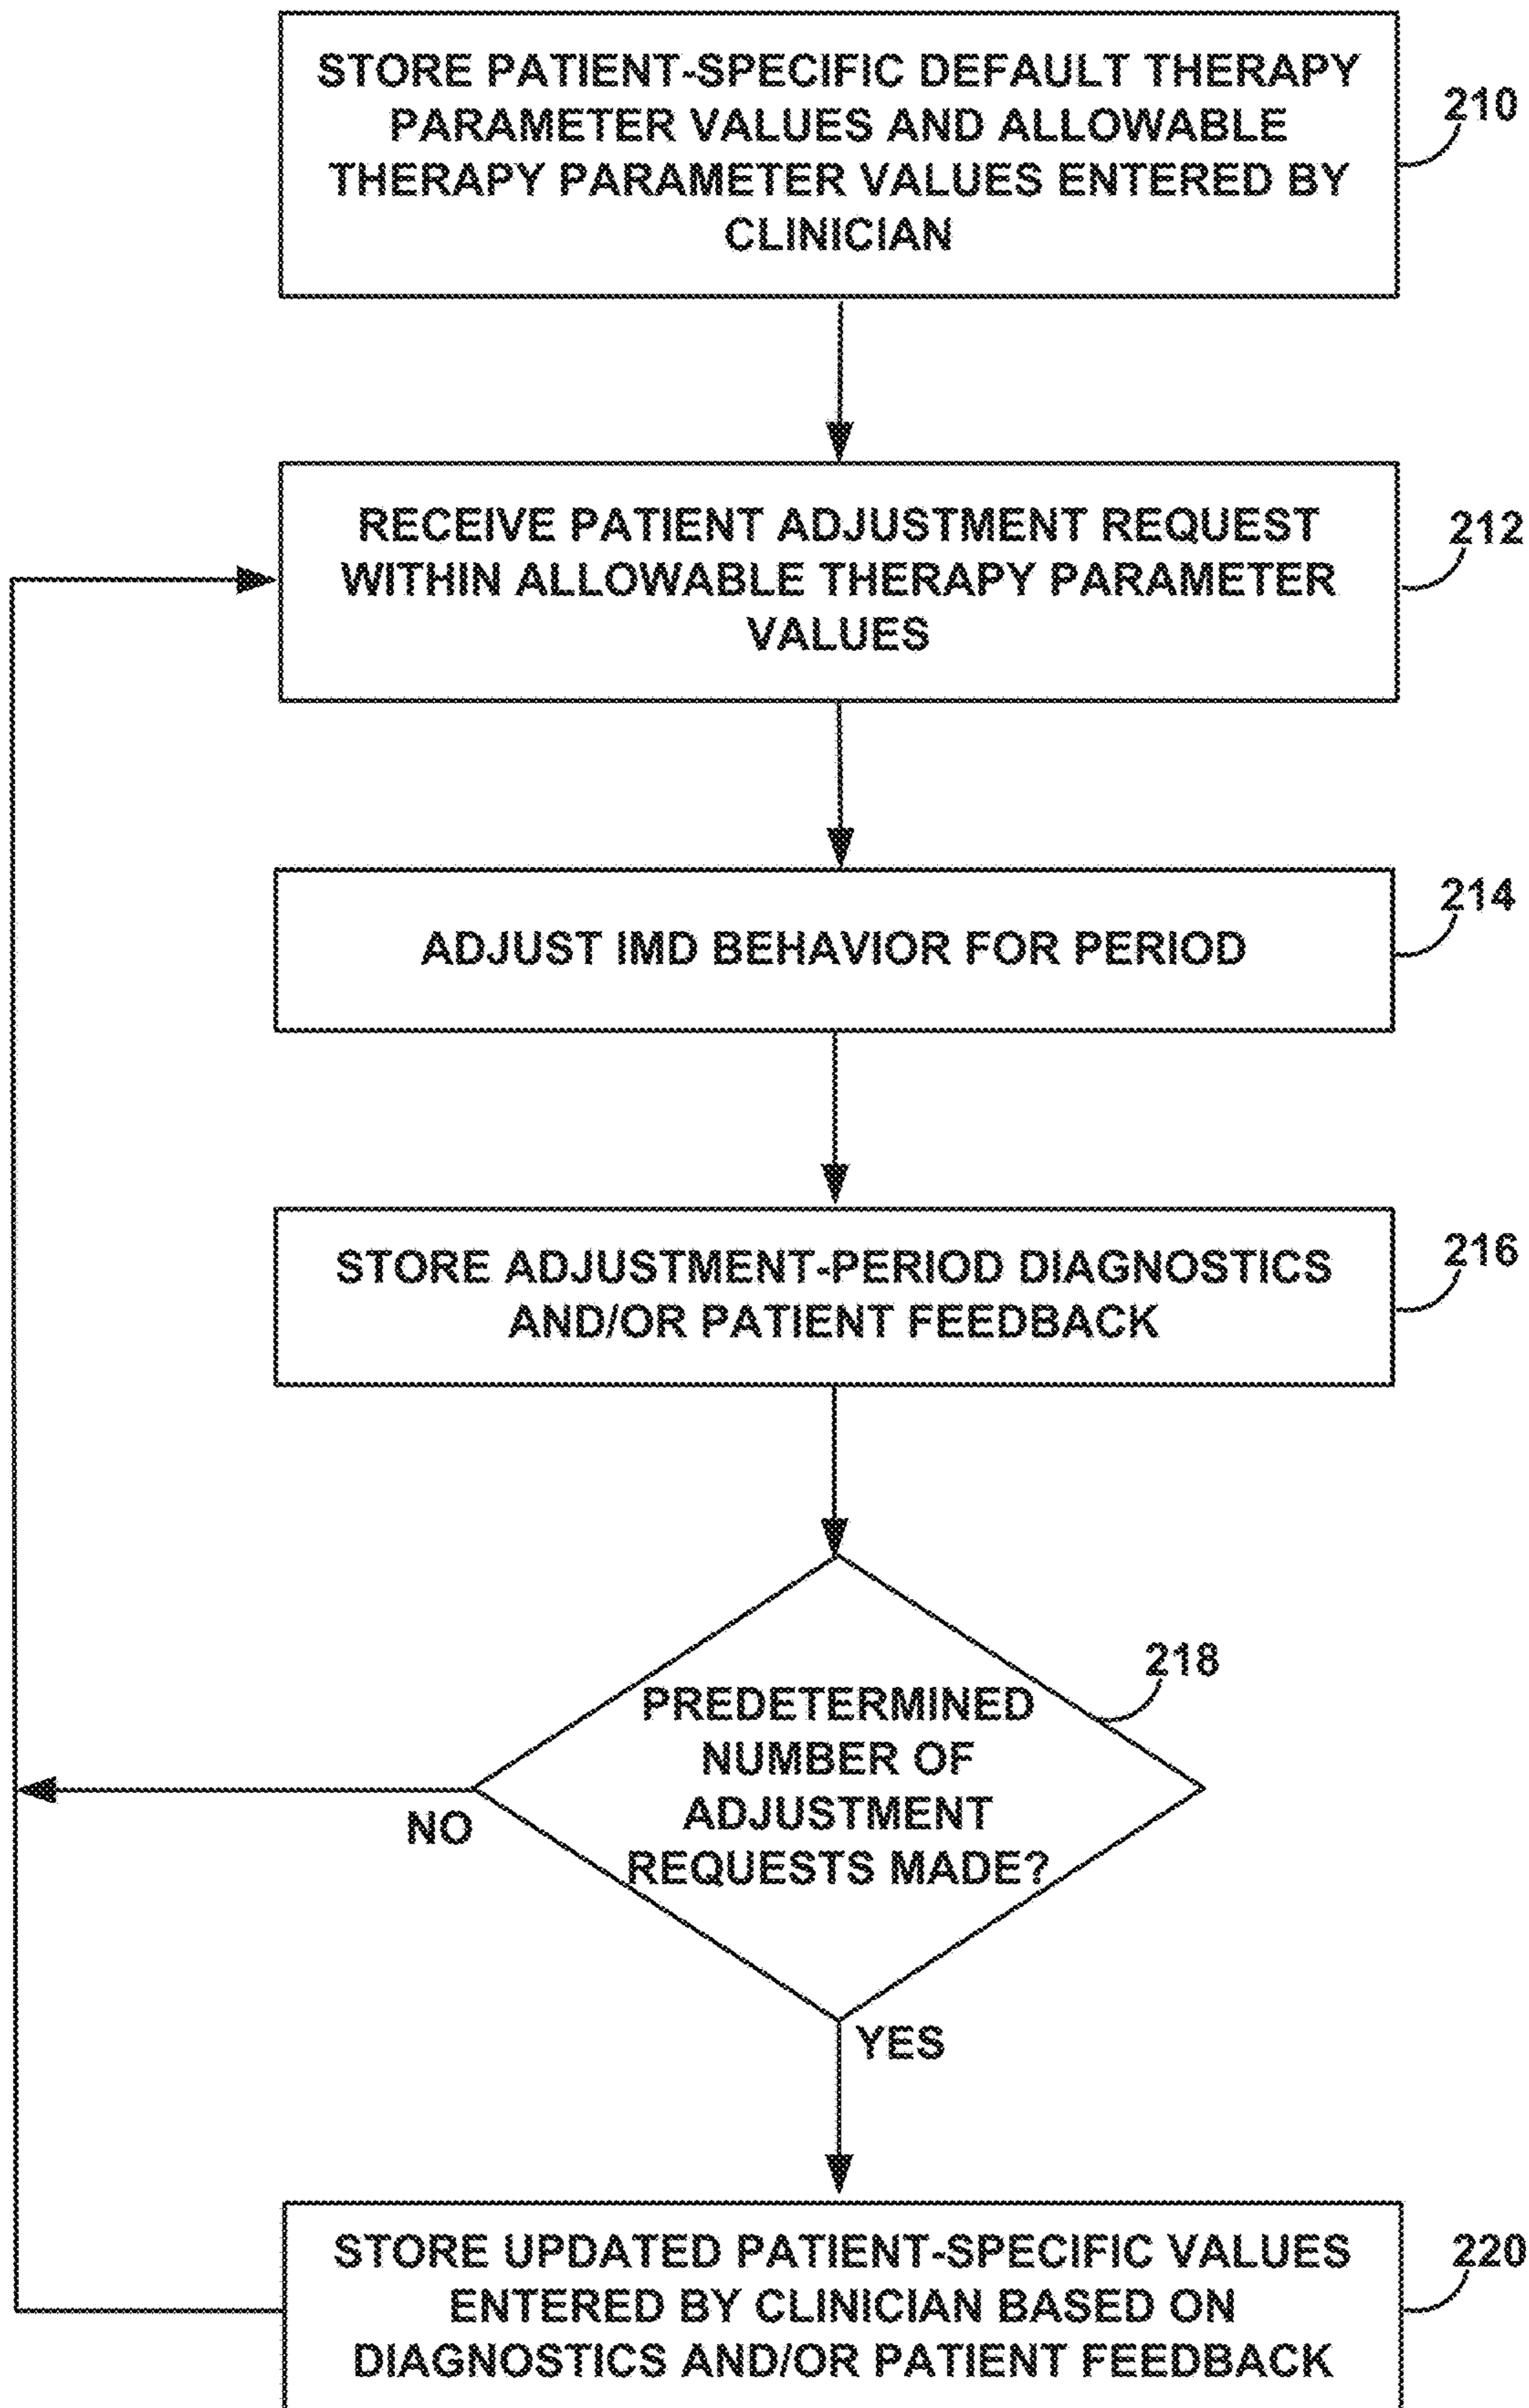 STORE PATIENT-SPECIFIC DEFAULT THERAPY
PARAMETER VALUES AND ALLOWABLE
THERAPY PARAMETER VALUES ENTERED BY
CLINICIAN
210
RECEIVE PATIENT ADJUSTMENT REQUEST
WITHIN ALLOWABLE THERAPY PARAMETER
VALUES
212
ADJUST IMD BEHAVIOR FOR PERIOD
214
STORE ADJUSTMENT-PERIOD DIAGNOSTICS
AND/OR PATIENT FEEDBACK
216
PREDETERMINED
NUMBER OF
ADJUSTMENT
REQUESTS MADE?
218
NO
YES
STORE UPDATED PATIENT-SPECIFIC VALUES
ENTERED BY CLINICIAN BASED ON
DIAGNOSTICS AND/OR PATIENT FEEDBACK
220